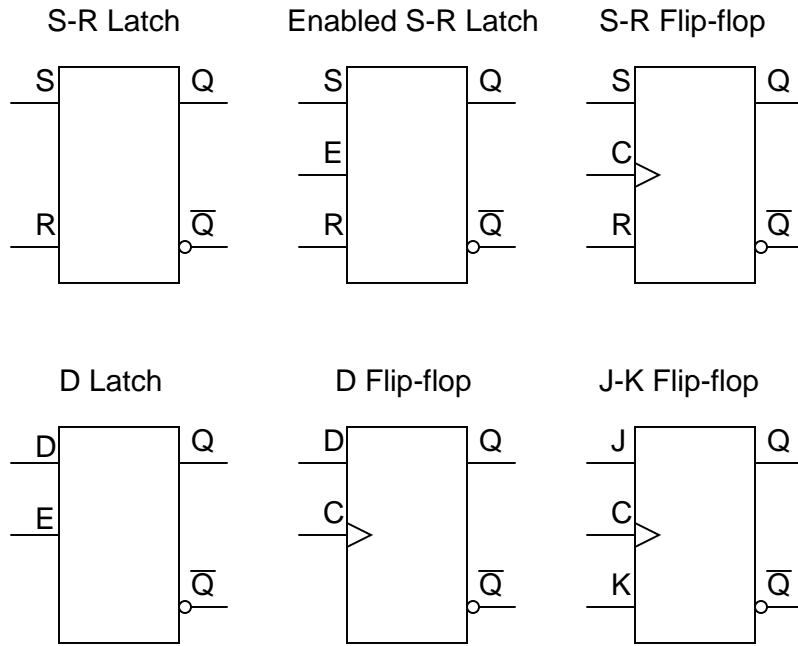 S-R Latch Enabled S-R Latch S-R Flip-flop
S Q S Q S Q
E C
R Q̅ R Q̅ R Q̅
D Latch D Flip-flop J-K Flip-flop
D Q D Q J Q
E C C
Q̅ Q̅ K Q̅